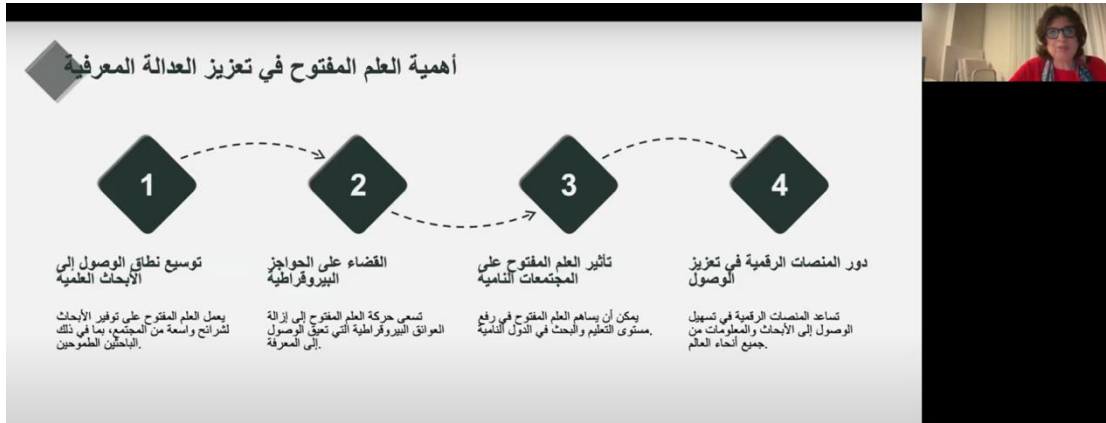 أهمية العلم المفتوح في تعزيز العدالة المعرفية
1
توسيع نطاق الوصول إلى
الأبحاث العلمية
يعمل العلم المفتوح على توفير الأبحاث
لشرائح واسعة من المجتمع، بما في ذلك
الباحثين الطموحين.
2
القضاء على الحواجز
البيروقراطية
تسعى حركة العلم المفتوح إلى إزالة
العوائق البيروقراطية التي تعيق الوصول
إلى المعرفة.
3
تأثير العلم المفتوح على
المجتمعات النامية
يمكن أن يساهم العلم المفتوح في رفع
مستوى التعليم والبحث في الدول النامية.
4
دور المنصات الرقمية في تعزيز
الوصول
تساعد المنصات الرقمية في تسهيل
الوصول إلى الأبحاث والمعلومات من
جميع أنحاء العالم.